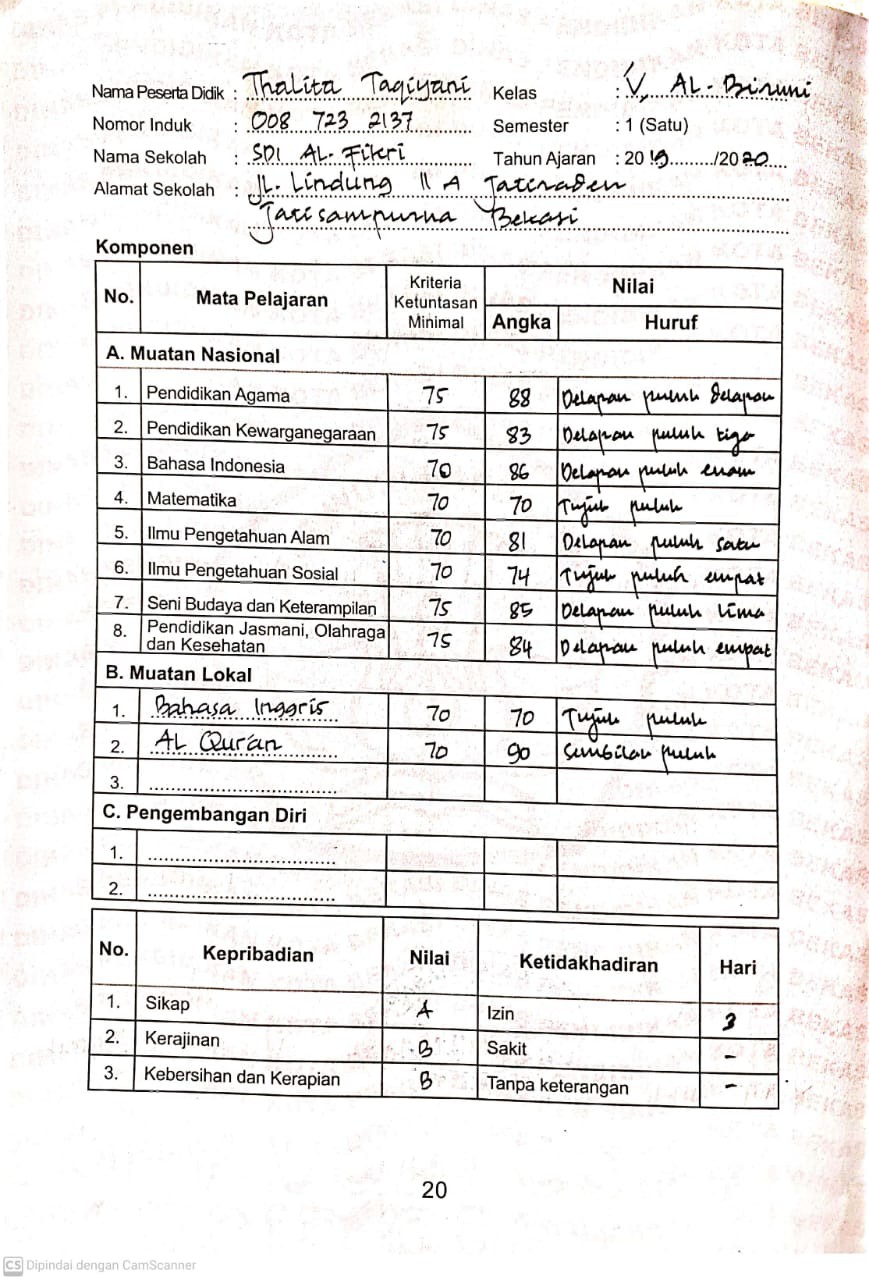 Nama Peserta Didik : Thalita Taqiyani Kelas : V, AL-Biruni
Nomor Induk : 008 723 2137 Semester : 1 (Satu)
Nama Sekolah : SDI AL-Fikri Tahun Ajaran : 2019/2020
Alamat Sekolah : JL. Lindung II A Jatiraden
Jatisampurna Bekasi
Komponen
No. Mata Pelajaran Kriteria Ketuntasan Minimal Nilai
Angka Huruf
A. Muatan Nasional
1. Pendidikan Agama 75 88 Delapan puluh delapan
2. Pendidikan Kewarganegaraan 75 83 Delapan puluh tiga
3. Bahasa Indonesia 70 86 Delapan puluh enam
4. Matematika 70 70 Tujuh puluh
5. Ilmu Pengetahuan Alam 70 81 Delapan puluh satu
6. Ilmu Pengetahuan Sosial 70 74 Tujuh puluh empat
7. Seni Budaya dan Keterampilan 75 85 Delapan puluh lima
8. Pendidikan Jasmani, Olahraga dan Kesehatan 75 84 Delapan puluh empat
B. Muatan Lokal
1. Bahasa Inggris 70 70 Tujuh puluh
2. AL Qur'an 70 90 Sembilan puluh
3.
C. Pengembangan Diri
1.
2.
No. Kepribadian Nilai Ketidakhadiran Hari
1. Sikap A Izin 3
2. Kerajinan B Sakit -
3. Kebersihan dan Kerapian B Tanpa keterangan -
20
CS Dipindai dengan CamScanner